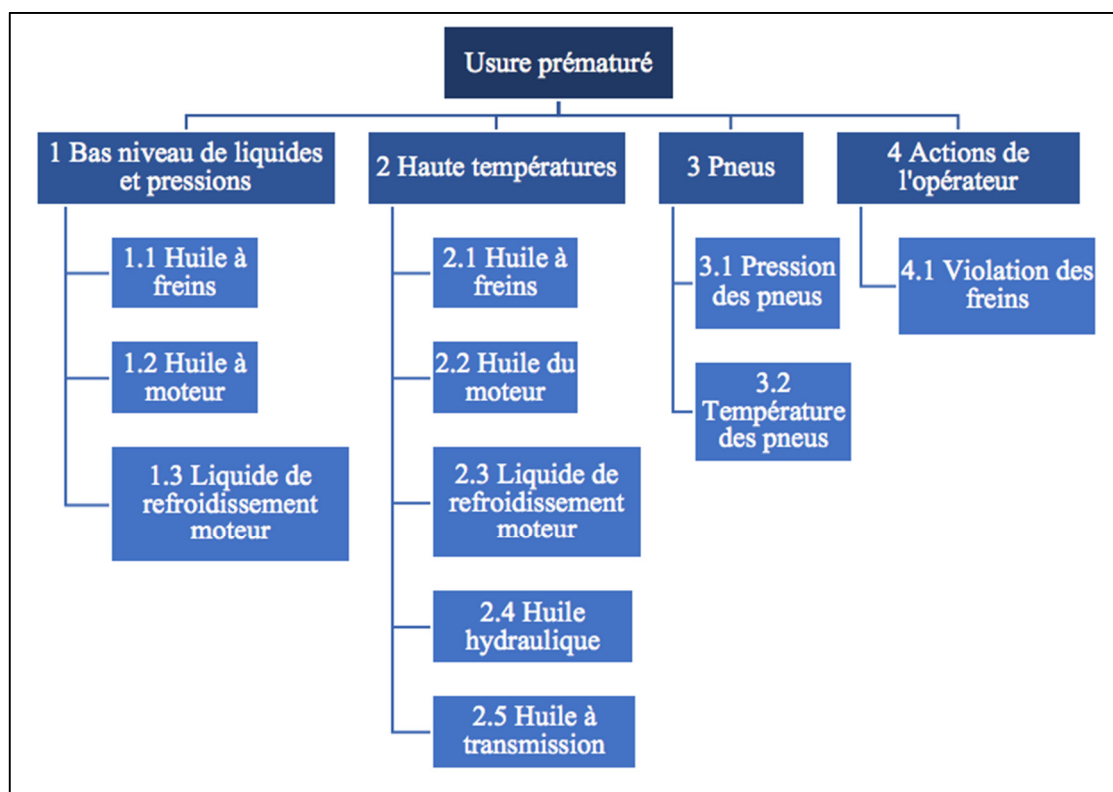 Usure prématuré
1 Bas niveau de liquides
et pressions
1.1 Huile à
freins
1.2 Huile à
moteur
1.3 Liquide de
refroidissement
moteur
2 Haute températures
2.1 Huile à
freins
2.2 Huile du
moteur
2.3 Liquide de
refroidissement
moteur
2.4 Huile
hydraulique
2.5 Huile à
transmission
3 Pneus
3.1 Pression
des pneus
3.2
Température
des pneus
4 Actions de
l'opérateur
4.1 Violation des
freins